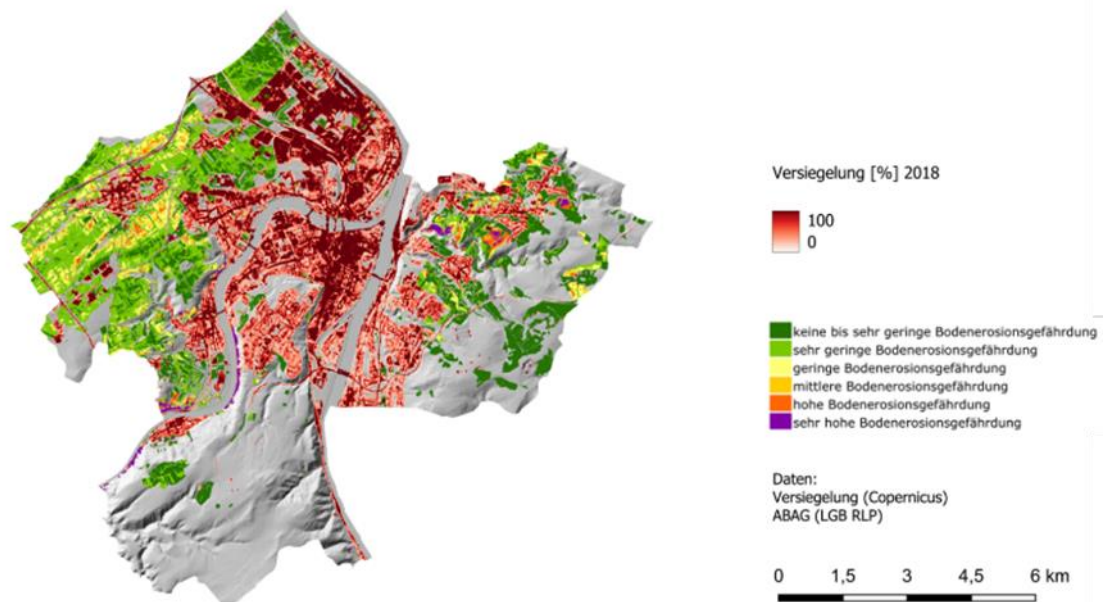 Versiegelung [%] 2018
100
0
keine bis sehr geringe Bodenerosionsgefährdung
sehr geringe Bodenerosionsgefährdung
geringe Bodenerosionsgefährdung
mittlere Bodenerosionsgefährdung
hohe Bodenerosionsgefährdung
sehr hohe Bodenerosionsgefährdung
Daten:
Versiegelung (Copernicus)
ABAG (LGB RLP)
0 1,5 3 4,5 6 km